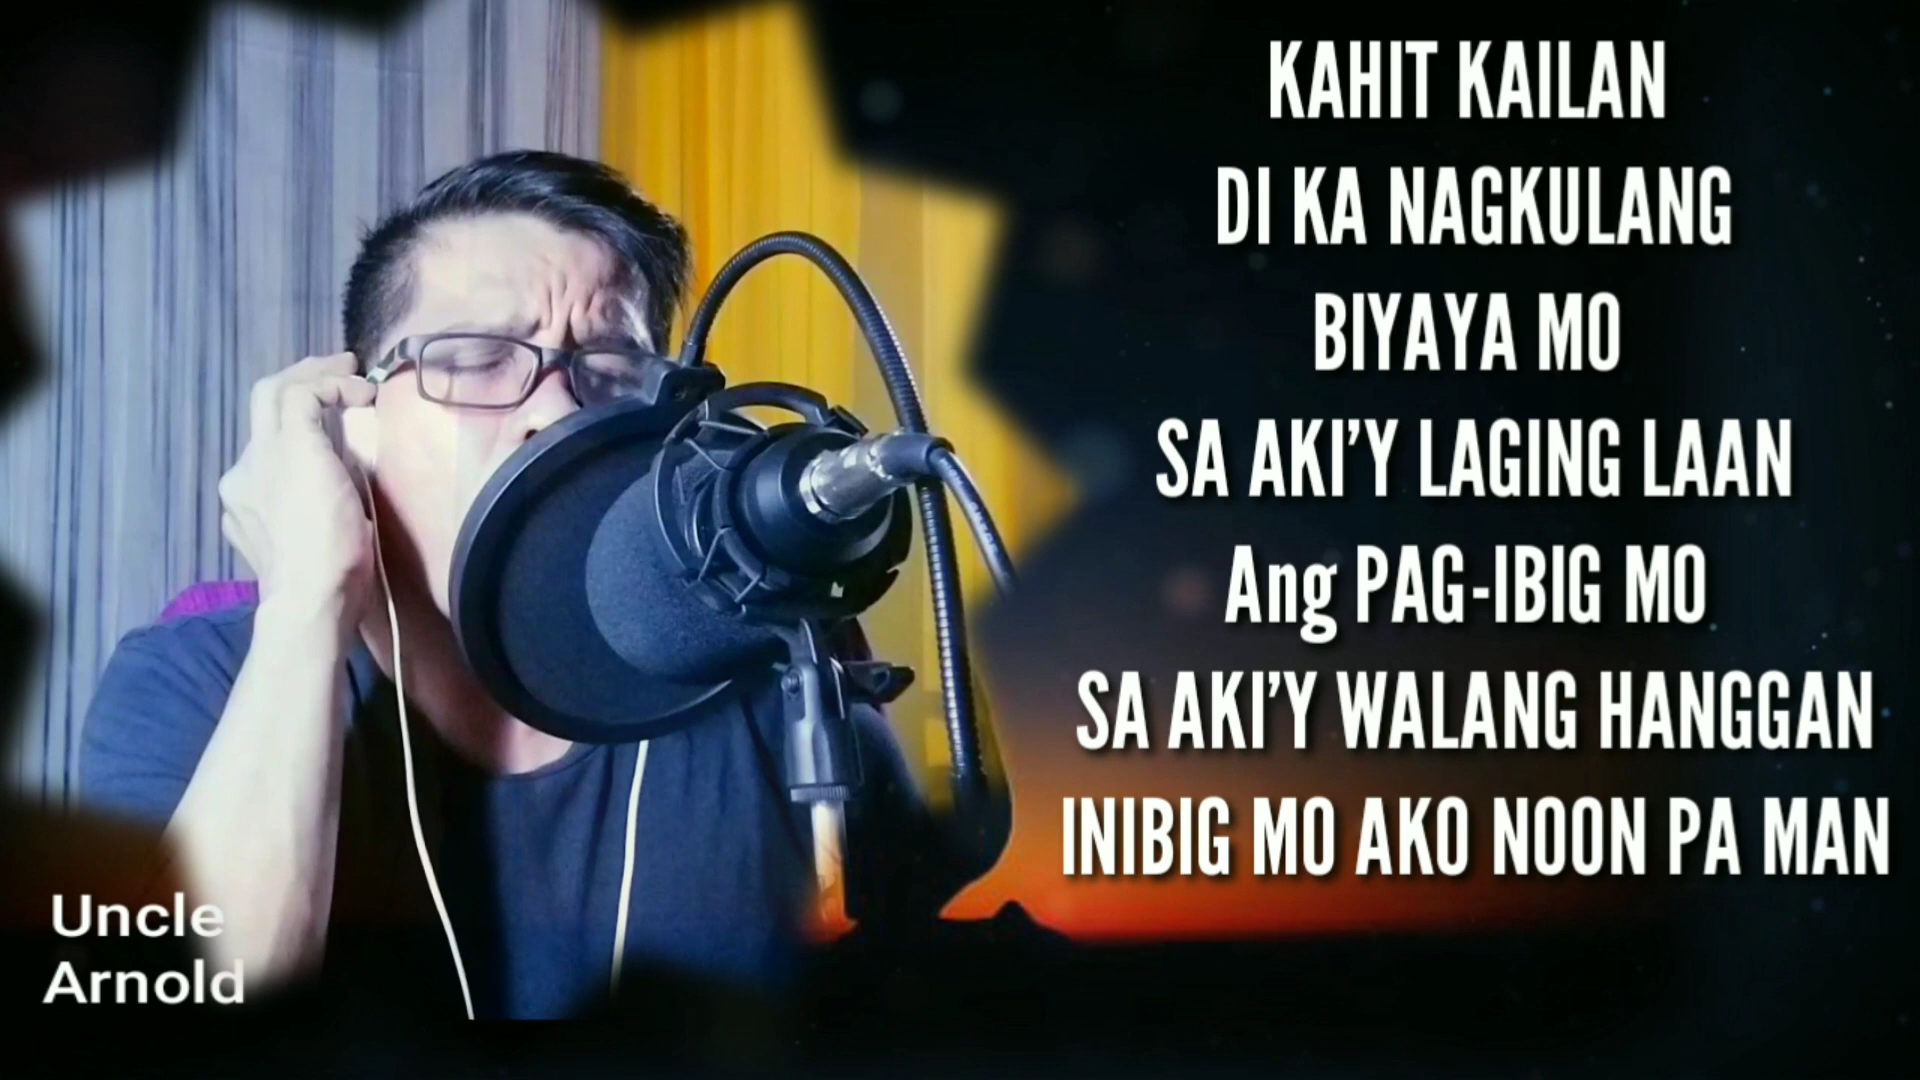 KAHIT KAILAN
DI KA NAGKULANG
BIYAYA MO
SA AKI’Y LAGING LAAN
Ang PAG-IBIG MO
SA AKI’Y WALANG HANGGAN
INIBIG MO AKO NOON PA MAN
Uncle
Arnold